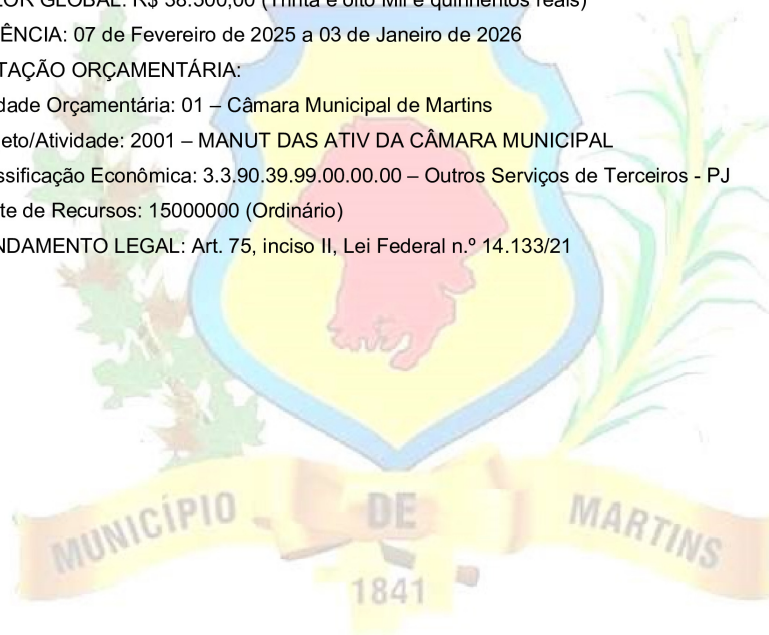 LOR GLOBAL: R$ 38.500,00 (Trinta e oito Mil e quinhentos reais)
ÊNCIA: 07 de Fevereiro de 2025 a 03 de Janeiro de 2026
TAÇÃO ORÇAMENTÁRIA:
dade Orçamentária: 01 – Câmara Municipal de Martins
eto/Atividade: 2001 – MANUT DAS ATIV DA CÂMARA MUNICIPAL
ssificação Econômica: 3.3.90.39.99.00.00.00 – Outros Serviços de Terceiros - PJ
te de Recursos: 15000000 (Ordinário)
NDAMENTO LEGAL: Art. 75, inciso II, Lei Federal n.º 14.133/21
MUNICÍPIO DE MARTINS
1841